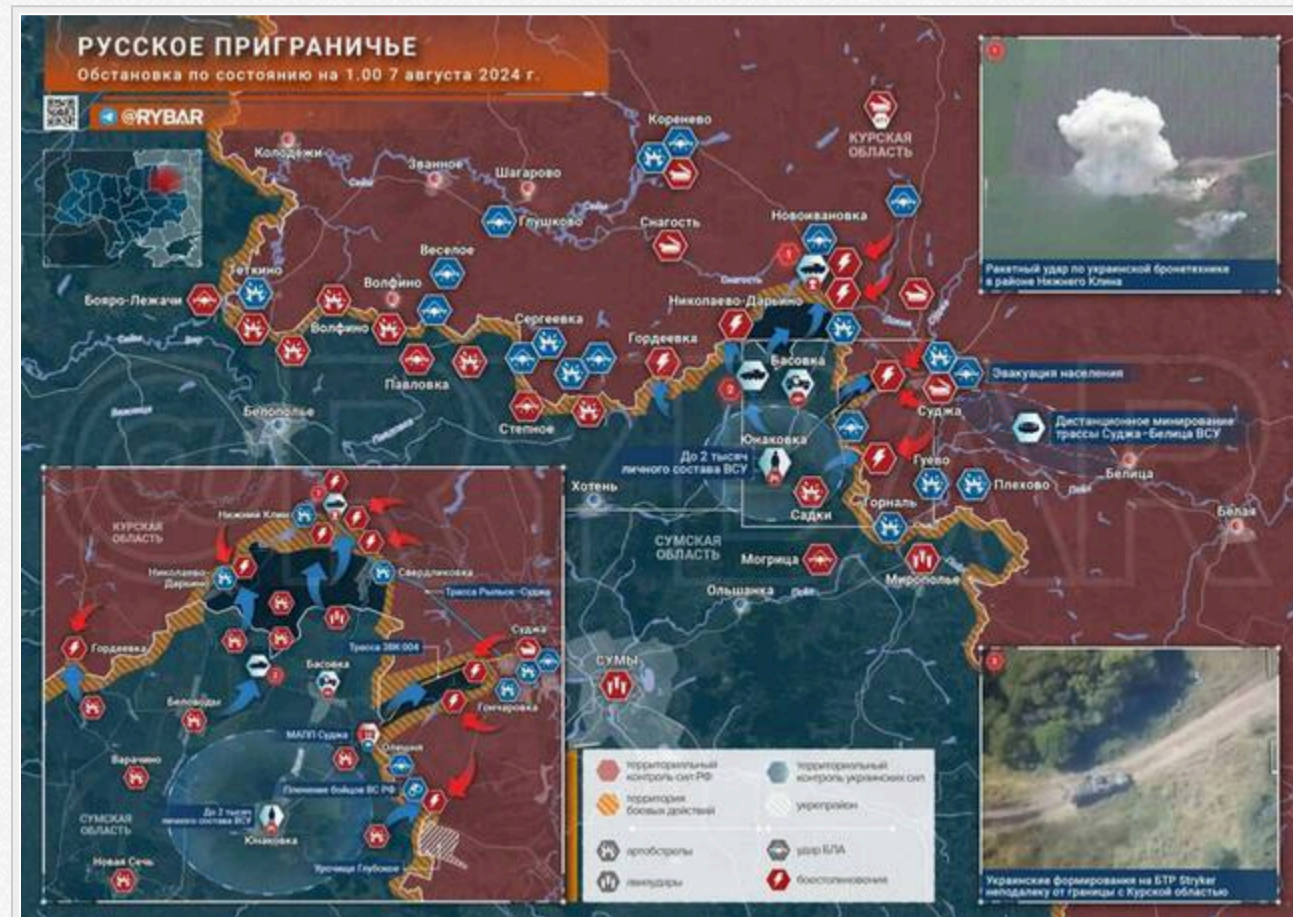 РУССКОЕ ПРИГРАНИЧЬЕ
Обстановка по состоянию на 1.00 7 августа 2024 г.
@RYBAR
Колодежи
Званное
Шагарово
Коренево
КУРСКАЯ
ОБЛАСТЬ
Сейм
Сейм
Глушково
Снагость
Новоивановка
Веселое
Теткино
Волфино
Снагость
Бояро-Лежачи
Николаево-Дарьино
Волфино
Сергеевка
Гордеевка
Павловка
Басовка
Эвакуация населения
Суджа
Степное
Белополье
Юнаковка
До 2 тысяч
личного состава ВСУ
Дистанционное минирование
трассы Суджа–Белица ВСУ
Гуево
Белица
Хотень
Плехово
Садки
Горналь
Белая
СУМСКАЯ
ОБЛАСТЬ
Могрица
Мирополье
Ольшанка
СУМЫ
Ракетный удар по украинской бронетехнике
в районе Нижнего Клина
КУРСКАЯ
ОБЛАСТЬ
Нижний Клин
Николаево-
Дарьино
Свердликовка
Трасса Рыльск–Суджа
Гордеевка
Суджа
Трасса 38К-004
Басовка
Беловоды
Гончаровка
МАПП Суджа
Олешня
Варачино
Пленение бойцов ВС РФ
До 2 тысяч
личного состава ВСУ
СУМСКАЯ
ОБЛАСТЬ
Юнаковка
Новая Сечь
Урочище Глубокое
территориальный
контроль сил РФ
территориальный
контроль украинских сил
территория
боевых действий
укрепрайон
артобстрелы
удар БЛА
авиаудары
боестолкновения
Украинские формирования на БТР Stryker
неподалеку от границы с Курской областью